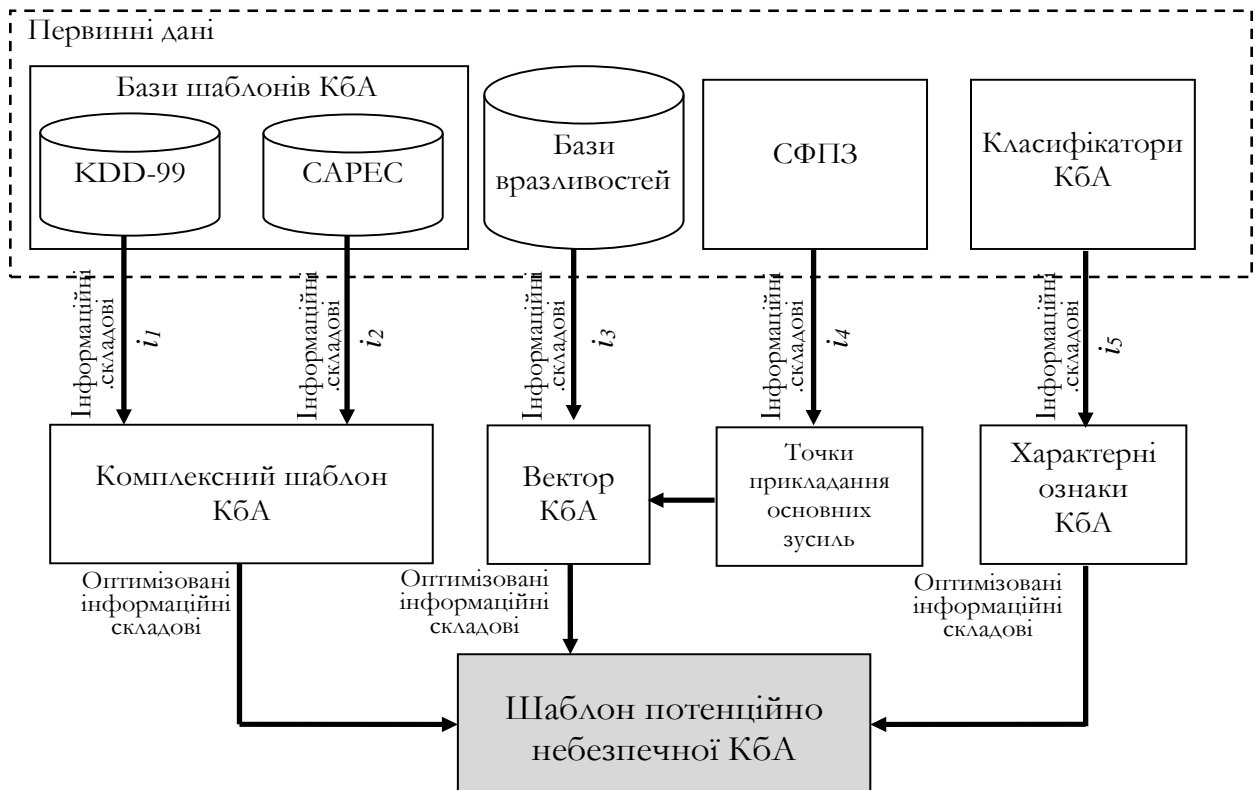 Первинні дані
Бази шаблонів КбА
KDD-99
CAPEC
Бази
вразливостей
СФПЗ
Класифікатори
КбА
Інформаційні
.складові
i1
Інформаційні
.складові
i2
Інформаційні
.складові
i3
Інформаційні
.складові
i4
Інформаційні
.складові
i5
Комплексний шаблон
КбА
Вектор
КбА
Точки
прикладання
основних
зусиль
Характерні
ознаки
КбА
Оптимізовані
інформаційні
складові
Оптимізовані
інформаційні
складові
Оптимізовані
інформаційні
складові
Шаблон потенційно
небезпечної КбА